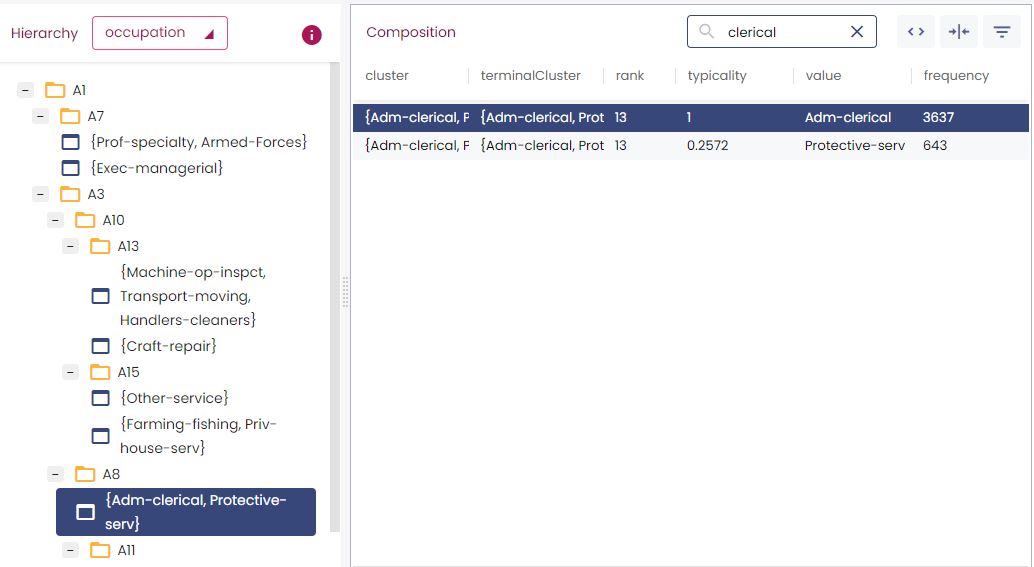 Hierarchy
occupation
A1
A7
{Prof-specialty, Armed-Forces}
{Exec-managerial}
A3
A10
A13
{Machine-op-inspct,
Transport-moving,
Handlers-cleaners}
{Craft-repair}
A15
{Other-service}
{Farming-fishing, Priv-
house-serv}
A8
{Adm-clerical, Protective-
serv}
A11
Composition
clerical
cluster terminalCluster rank typicality value frequency
{Adm-clerical, P {Adm-clerical, Prot 13 1 Adm-clerical 3637
{Adm-clerical, P {Adm-clerical, Prot 13 0.2572 Protective-serv 643